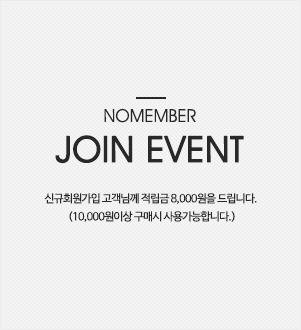 NOMEMBER
JOIN EVENT
신규회원가입 고객님께 적립금 8,000원을 드립니다.
(10,000원이상 구매시 사용가능합니다.)